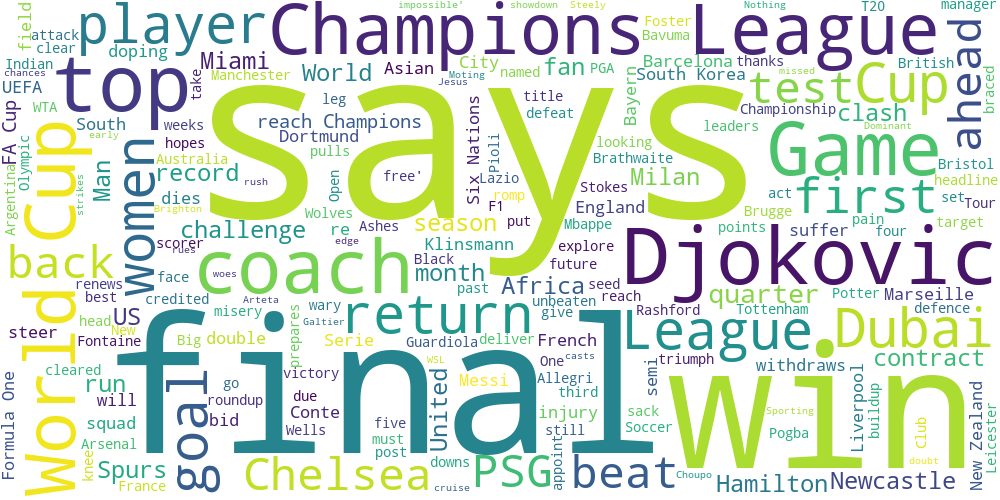 impossible'
showdown
Steely
Nothing
T20
manager
attack
clear
field
player
Champions
League
Foster
Bavuma
Indian
doping
Miami
Asian
Manchester
Moting
Jesus
City
named
PGA
thanks
British
chances
UEFA
top
take
World
fan
Barcelona
South Korea
missed
braced
WTA
leg
title
defeat
Bayern
leaders
test
Cup
Championship
ahead
FA Cup
South
weeks
reach Champions
Dortmund
says
Six Nations
looking
clash
Dominant
early
hopes
pulls
Pioli
Brathwaite
Game
Bristol
Olympic
Australia
record
free'
Lazio
Milan
headline
Argentina
strikes
World Cup
women
Man
dies
rush
Open
romp
Stokes
act
first
set
Tour
Brighton
Wolves
F1
England
Brugge
pain
target
challenge
re
season
put
Mbappe
points
suffer
four
back
scorer
rues
edge
Ashes
Klinsmann
explore
Djokovic
renews
face
woes
coach
Black
month
Africa
future
seed
quarter
Potter
Marseille
best
credited
Arteta
past
wary
unbeaten
reach
Rashford
Tottenham
defence
US
head
misery
Galtier
return
give
League
Dubai
steer
New
Big
double
prepares
Serie
Guardiola
deliver
One
French
triumph
withdraws
contract
Fontaine
cleared
go
victory
WSL
Allegri
casts
semi
Liverpool
buildup
New Zealand
Leicester
Formula One
run
will
goal
roundup
due
Conte
United
Messi
third
final
win
Sporting
Club
squad
bid
Wells
five
injury
still
sack
Soccer
Pogba
doubt
Arsenal
knee
must
post
appoint
Spurs
France
Chelsea
downs
cruise
PSG
beat
Choupo
Hamilton
Newcastle